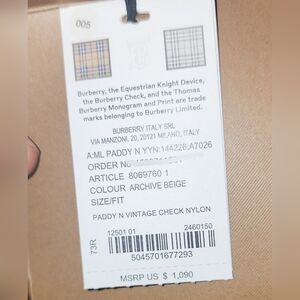 005
Burberry, the Equestrian Knight Device,
the Burberry Check, and the Thomas
Burberry Monogram and Print are trade
marks belonging to Burberry Limited.
BURBERRY ITALY SRL
VIA MANZONI, 20, 20121 MILANO, ITALY
A:ML PADDY N YYN:144226:A7026
ORDER
ARTICLE 8069760 1
COLOUR ARCHIVE BEIGE
SIZE/FIT
PADDY N VINTAGE CHECK NYLON
73R
12501 01 2460150
5045701677293
MSRP US $ 1,090